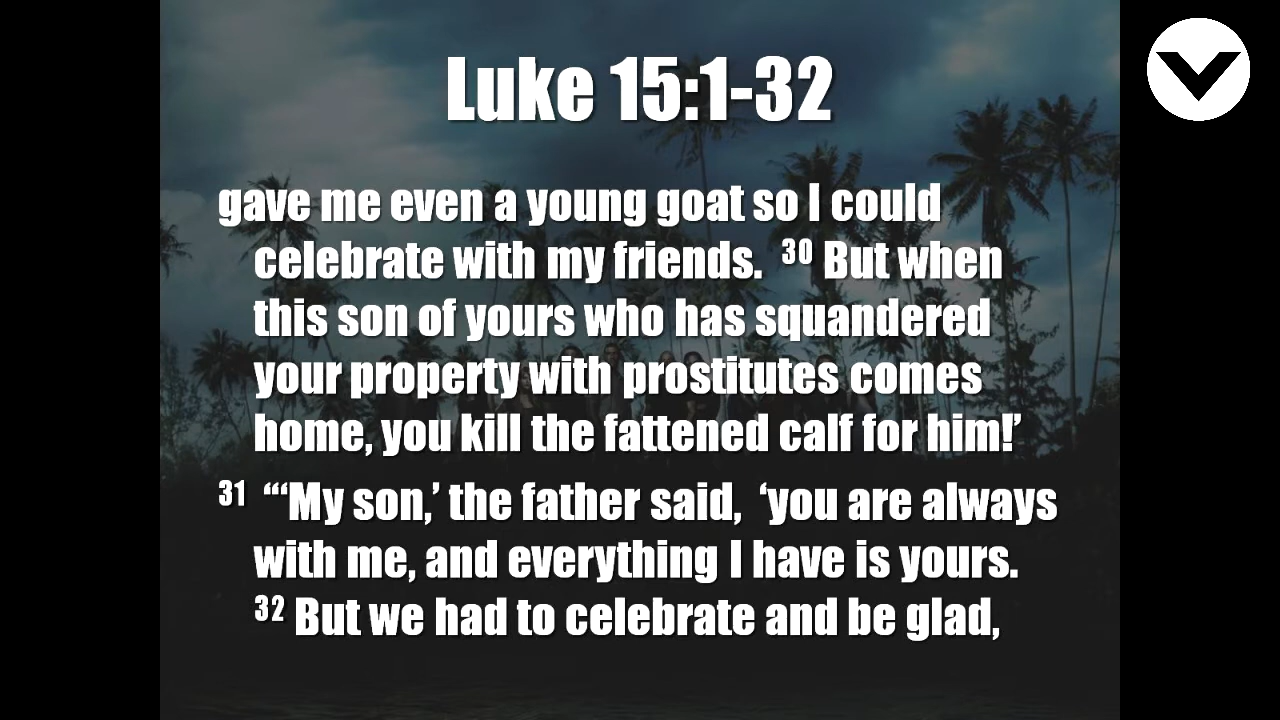 Luke 15:1-32
gave me even a young goat so I could
celebrate with my friends.  30 But when
this son of yours who has squandered
your property with prostitutes comes
home, you kill the fattened calf for him!’
31  “‘My son,’ the father said,  ‘you are always
with me, and everything I have is yours.
32 But we had to celebrate and be glad,